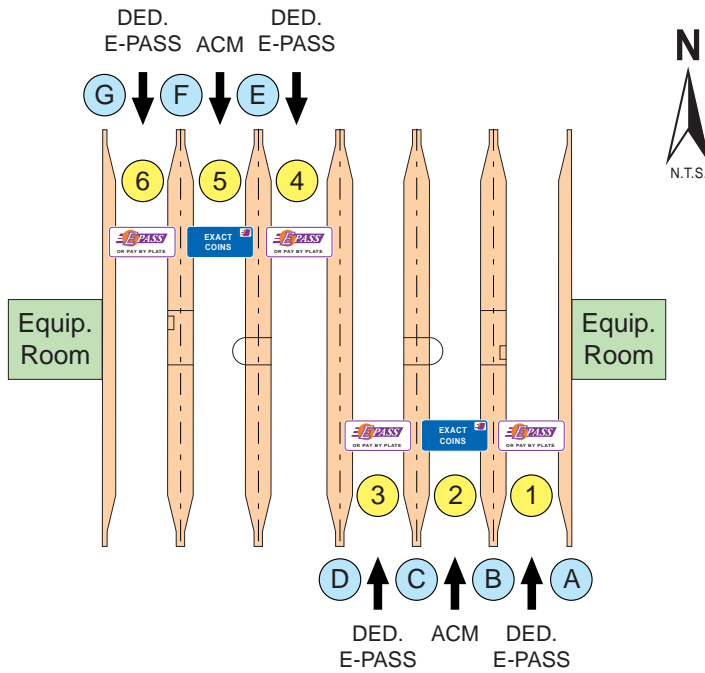 DED.
E-PASS
ACM
DED.
E-PASS
N
N.T.S.
G
F
E
6
5
4
E-PASS
OR PAY BY PLATE
EXACT
COINS
E-PASS
OR PAY BY PLATE
Equip.
Room
Equip.
Room
E-PASS
OR PAY BY PLATE
EXACT
COINS
E-PASS
OR PAY BY PLATE
3
2
1
D
C
B
A
DED.
E-PASS
ACM
DED.
E-PASS